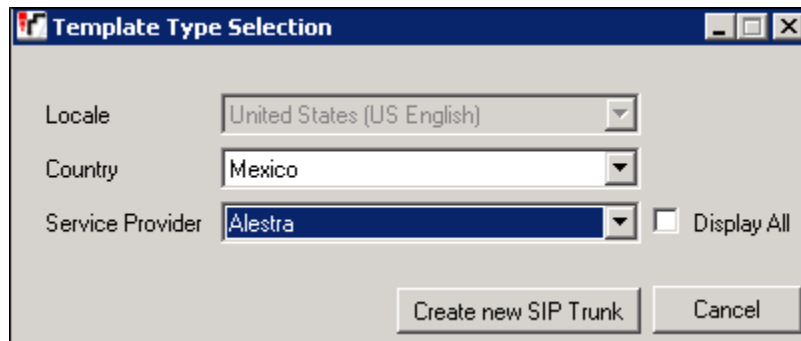 Template Type Selection
Locale United States (US English)
Country Mexico
Service Provider Alestra Display All
Create new SIP Trunk Cancel